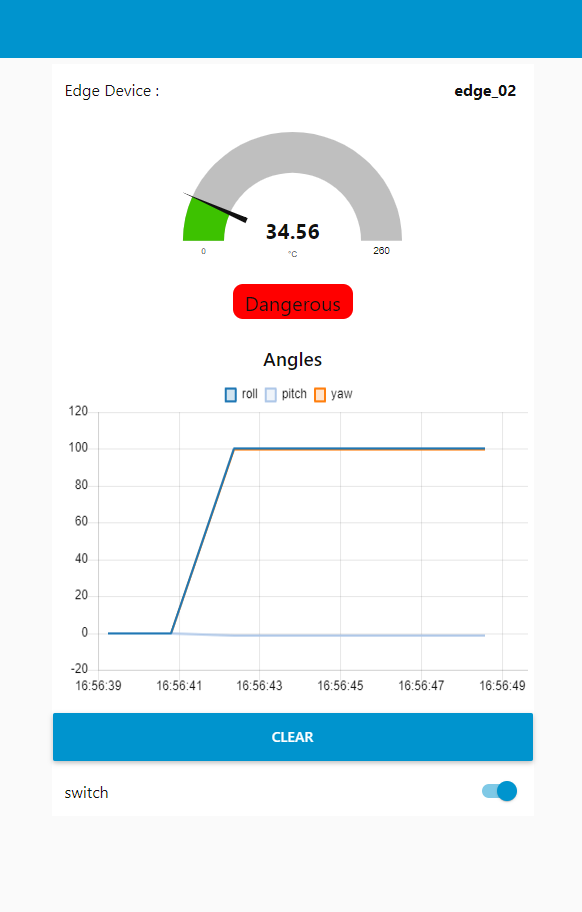 Edge Device : edge_02
34.56
0 °C 260
Dangerous
Angles
roll pitch yaw
120
100
80
60
40
20
0
-20
16:56:39 16:56:41 16:56:43 16:56:45 16:56:47 16:56:49
CLEAR
switch